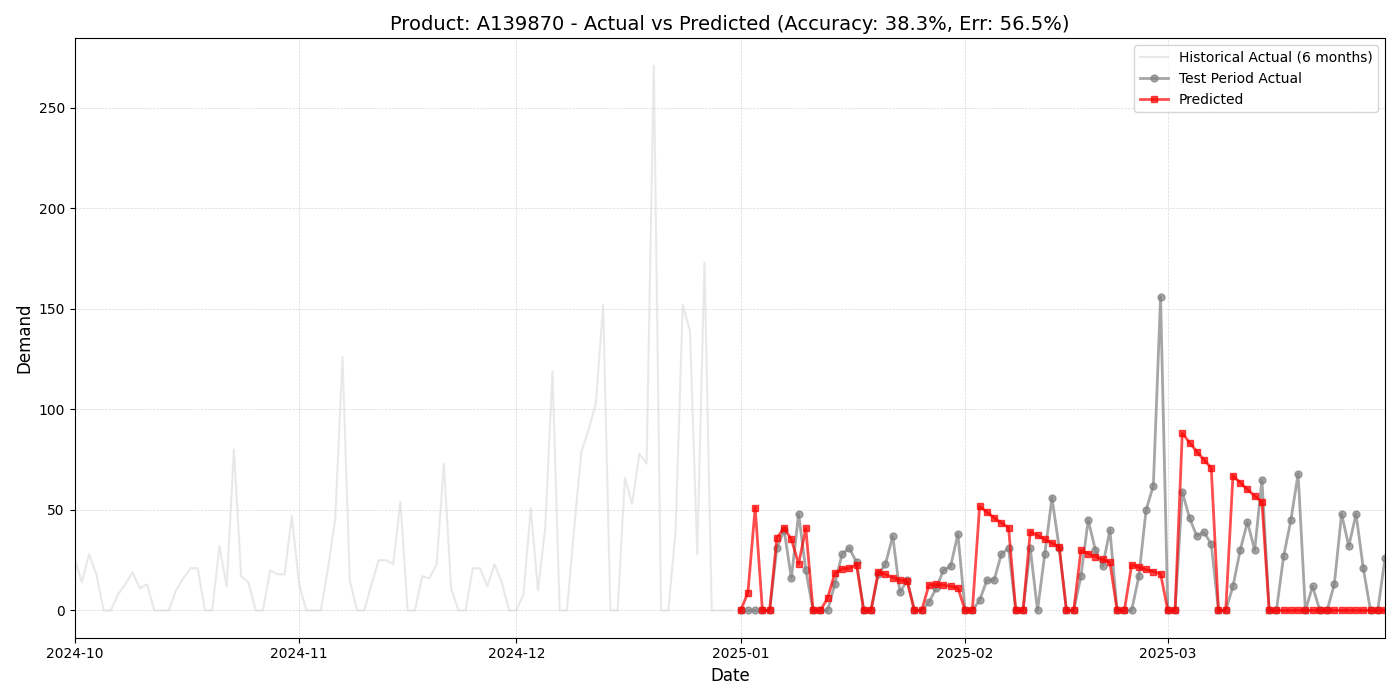 Product: A139870 - Actual vs Predicted (Accuracy: 38.3%, Err: 56.5%)
Historical Actual (6 months)
Test Period Actual
Predicted
250
200
150
100
50
0
Demand
2024-10
2024-11
2024-12
2025-01
2025-02
2025-03
Date